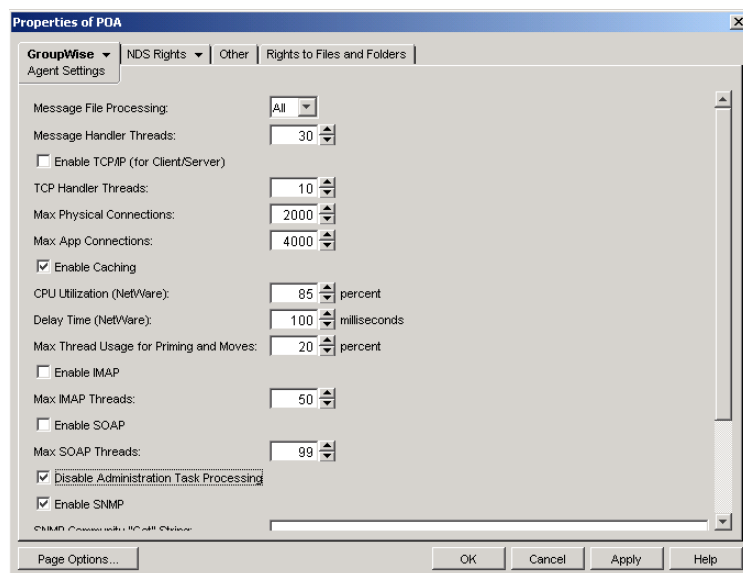 Properties of POA
GroupWise NDS Rights Other Rights to Files and Folders
Agent Settings
Message File Processing: All
Message Handler Threads: 30
Enable TCP/IP (for Client/Server)
TCP Handler Threads: 10
Max Physical Connections: 2000
Max App Connections: 4000
Enable Caching
CPU Utilization (NetWare): 85 percent
Delay Time (NetWare): 100 milliseconds
Max Thread Usage for Priming and Moves: 20 percent
Enable IMAP
Max IMAP Threads: 50
Enable SOAP
Max SOAP Threads: 99
Disable Administration Task Processing
Enable SNMP
SNMP Community "Get" String:
Page Options... OK Cancel Apply Help